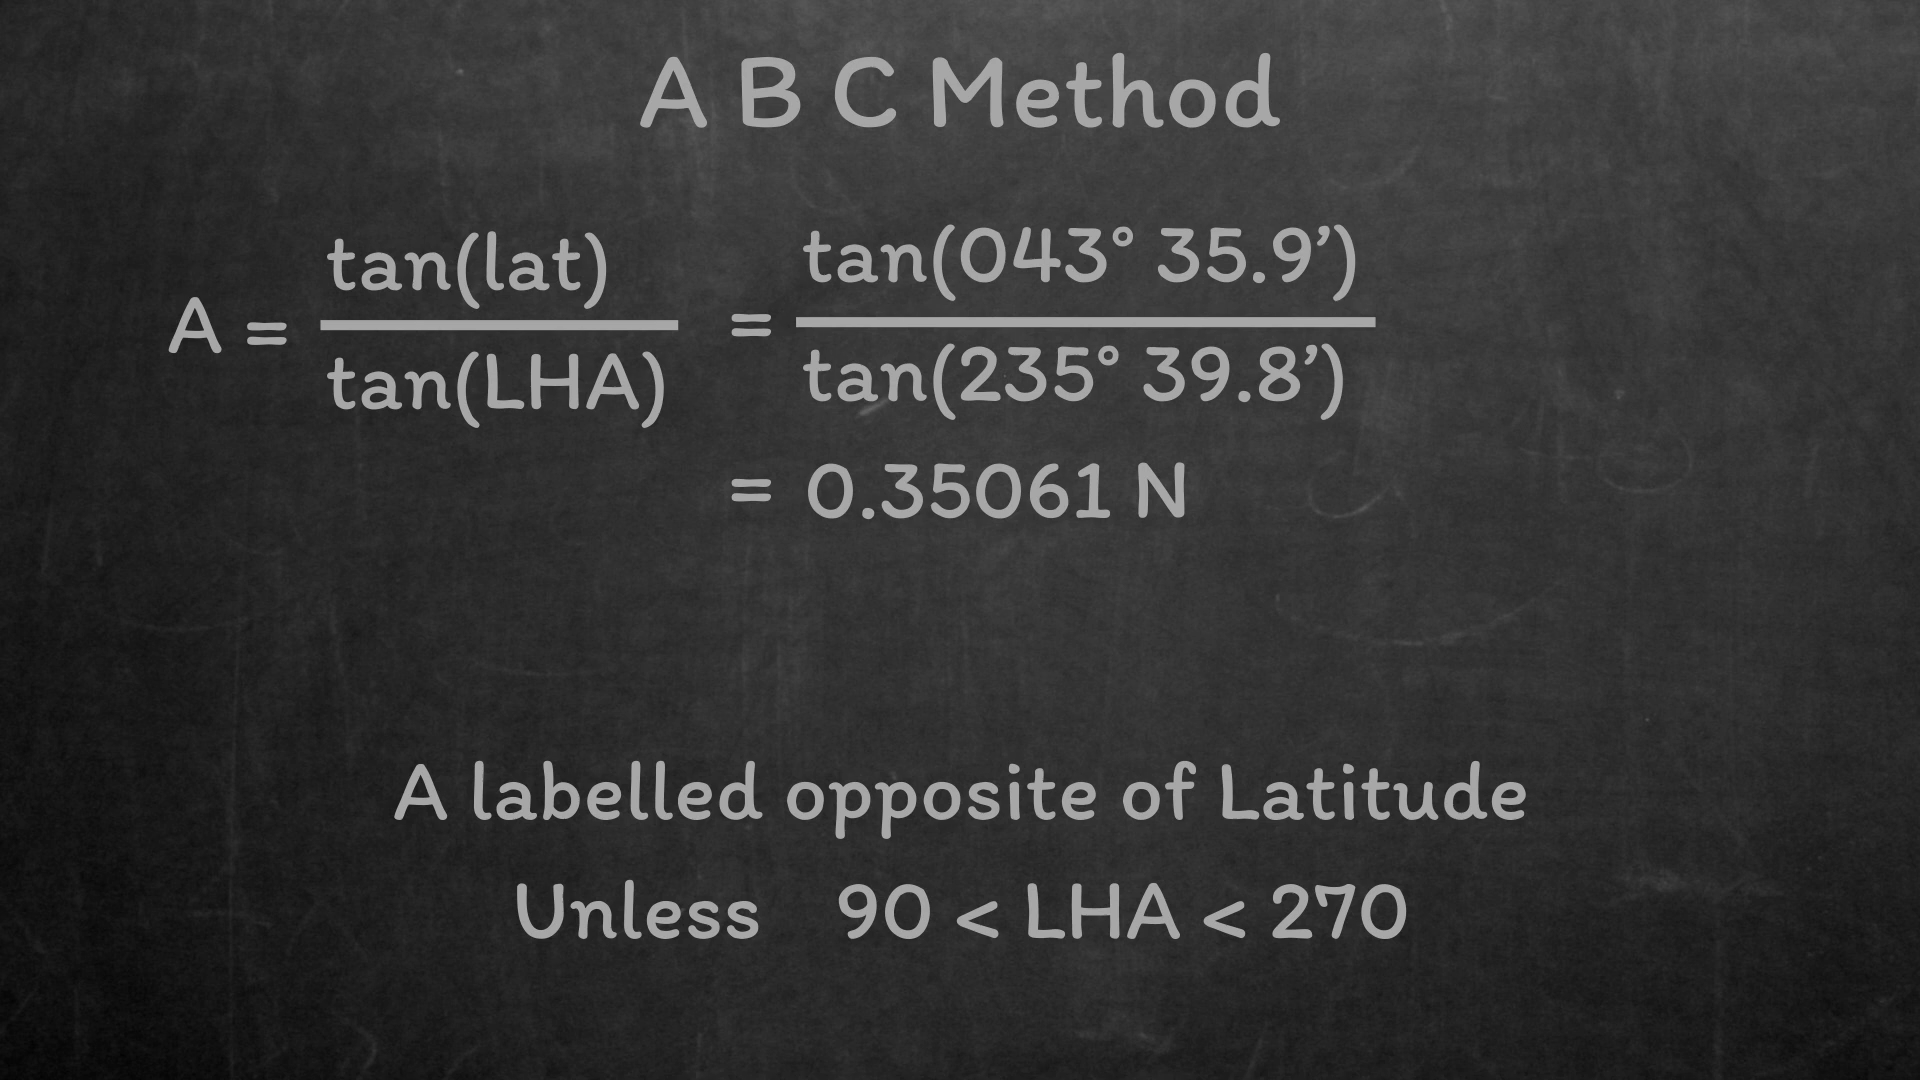 A B C Method
A = tan(lat) / tan(LHA) = tan(043° 35.9’) / tan(235° 39.8’)
= 0.35061 N
A labelled opposite of Latitude
Unless 90 < LHA < 270